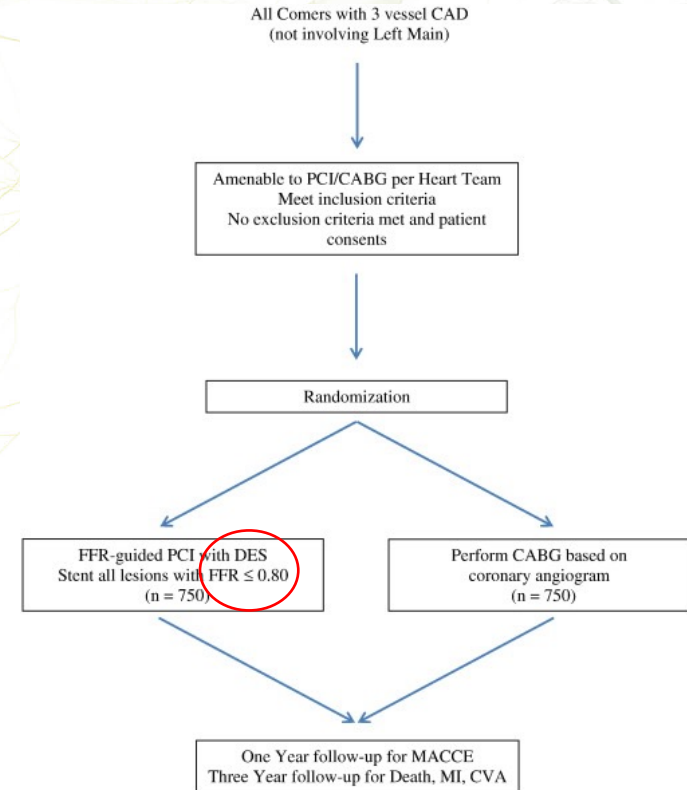 All Comers with 3 vessel CAD
(not involving Left Main)
Amenable to PCI/CABG per Heart Team
Meet inclusion criteria
No exclusion criteria met and patient
consents
Randomization
FFR-guided PCI with DES
Stent all lesions with FFR ≤ 0.80
(n = 750)
Perform CABG based on
coronary angiogram
(n = 750)
One Year follow-up for MACCE
Three Year follow-up for Death, MI, CVA